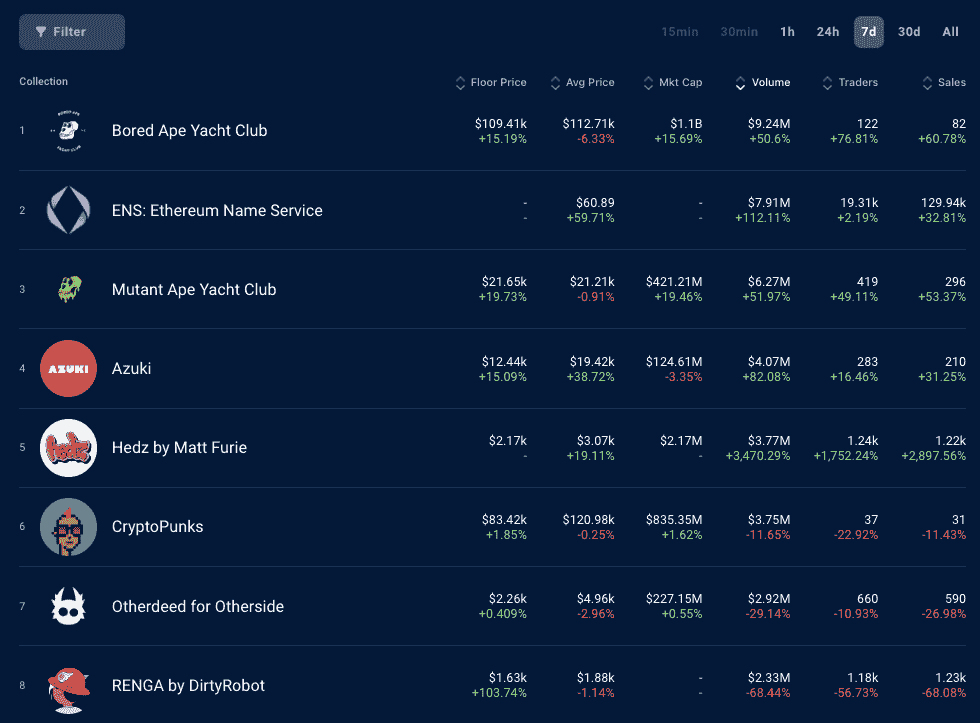 Filter
15min 30min 1h 24h 7d 30d All
Collection Floor Price Avg Price Mkt Cap Volume Traders Sales
BORED APE
YACHT CLUB
1 Bored Ape Yacht Club $109.41k $112.71k $1.1B $9.24M 122 82
+15.19% -6.33% +15.69% +50.6% +76.81% +60.78%
2 ENS: Ethereum Name Service - $60.89 - $7.91M 19.31k 129.94k
- +59.71% - +112.11% +2.19% +32.81%
3 Mutant Ape Yacht Club $21.65k $21.21k $421.21M $6.27M 419 296
+19.73% -0.91% +19.46% +51.97% +49.11% +53.37%
4 AZUKI Azuki $12.44k $19.42k $124.61M $4.07M 283 210
+15.09% +38.72% -3.35% +82.08% +16.46% +31.25%
5 hedz Hedz by Matt Furie $2.17k $3.07k $2.17M $3.77M 1.24k 1.22k
- +19.11% - +3,470.29% +1,752.24% +2,897.56%
6 CryptoPunks $83.42k $120.98k $835.35M $3.75M 37 31
+1.85% -0.25% +1.62% -11.65% -22.92% -11.43%
7 Otherdeed for Otherside $2.26k $4.96k $227.15M $2.92M 660 590
+0.409% -2.96% +0.55% -29.14% -10.93% -26.98%
8 RENGA by DirtyRobot $1.63k $1.88k - $2.33M 1.18k 1.23k
+103.74% -1.14% - -68.44% -56.73% -68.08%